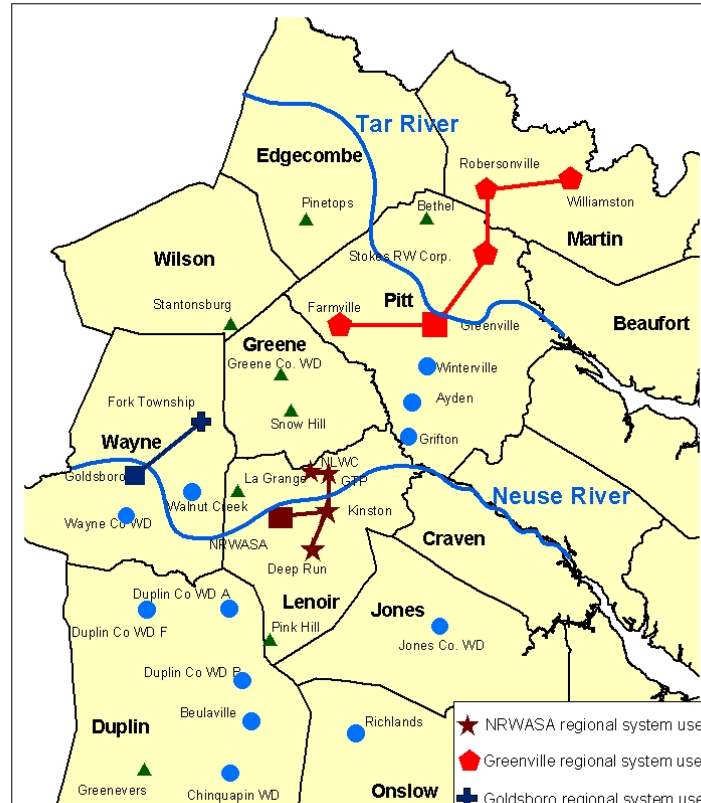 Tar River
Edgecombe
Robersonville
Pinetops
Bethel
Williamston
Martin
Wilson
Stokes RW Corp.
Stantonsburg
Farmville
Pitt
Greenville
Beaufort
Greene
Greene Co. WD
Winterville
Fork Township
Snow Hill
Ayden
Wayne
Grifton
NLWC
Goldsboro
La Grange
GTP
Walnut Creek
Neuse River
Wayne Co WD
Kinston
NRWASA
Craven
Deep Run
Duplin Co WD A
Lenoir
Jones
Duplin Co WD F
Pink Hill
Jones Co. WD
Duplin Co WD B
Beulaville
Richlands
Duplin
NRWASA regional system use
Greenville regional system use
Greenevers
Chinquapin WD
Onslow
Goldsboro regional system use